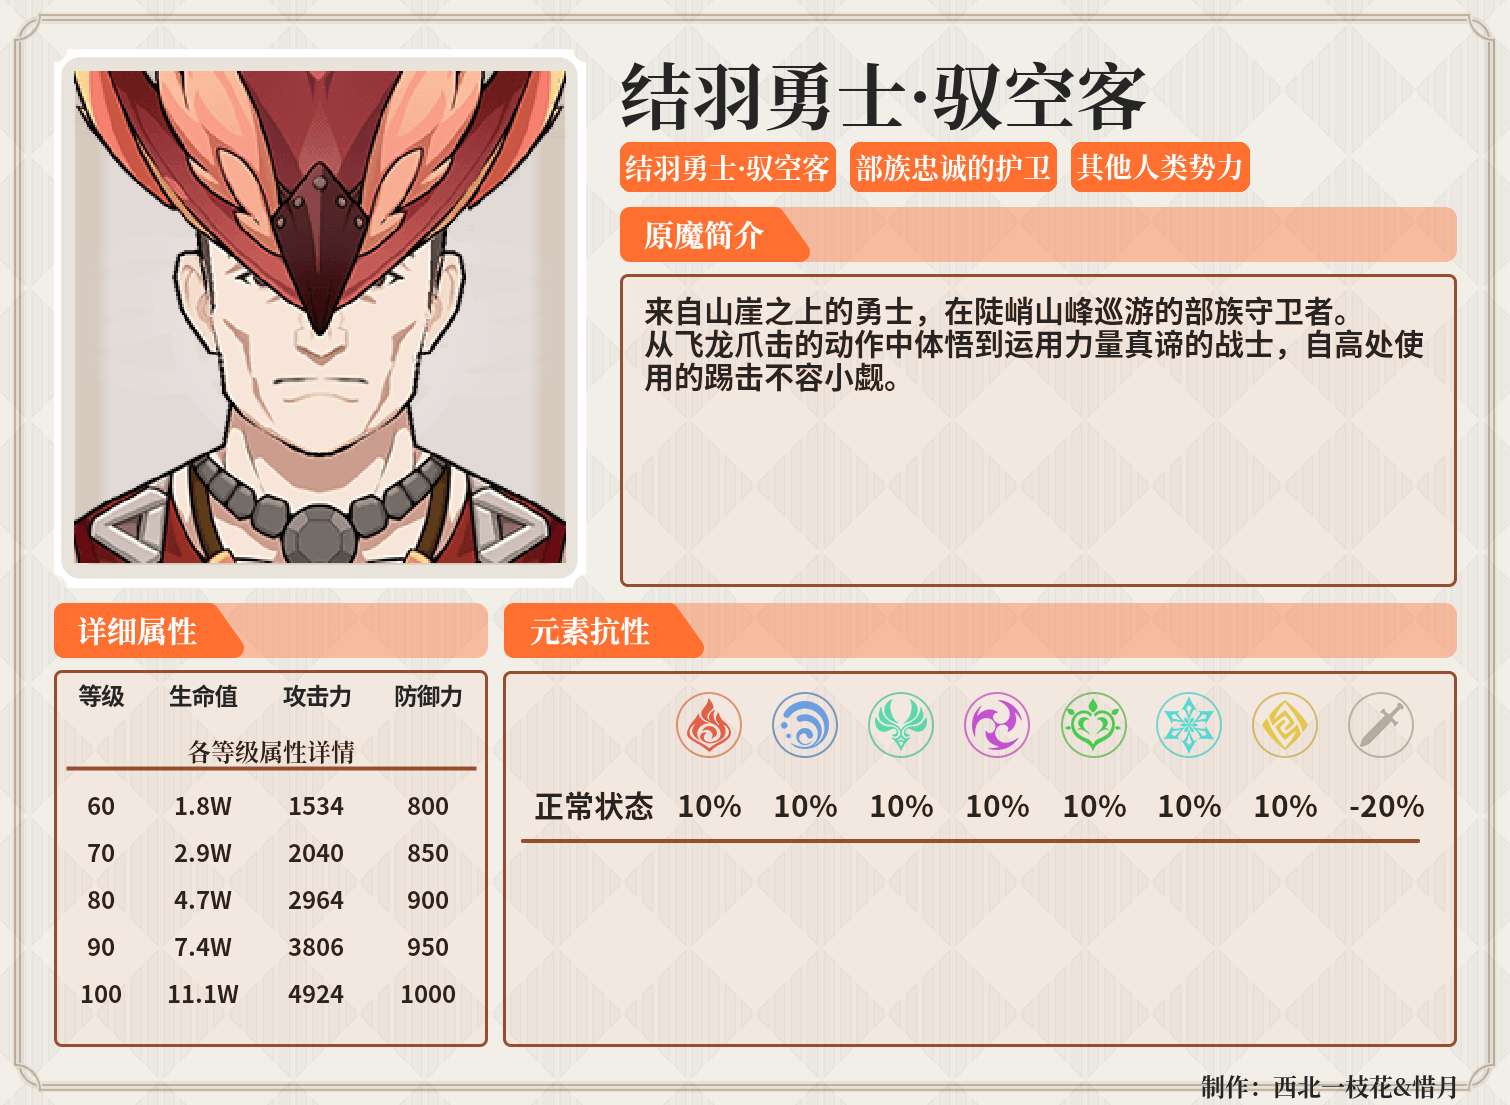 结羽勇士·驭空客
结羽勇士·驭空客 部族忠诚的护卫 其他人类势力
原魔简介
来自山崖之上的勇士，在陡峭山峰巡游的部族守卫者。
从飞龙爪击的动作中体悟到运用力量真谛的战士，自高处使
用的踢击不容小觑。
详细属性
等级 生命值 攻击力 防御力
各等级属性详情
60 1.8W 1534 800
70 2.9W 2040 850
80 4.7W 2964 900
90 7.4W 3806 950
100 11.1W 4924 1000
元素抗性
正常状态 10% 10% 10% 10% 10% 10% 10% -20%
制作：西北一枝花&惜月